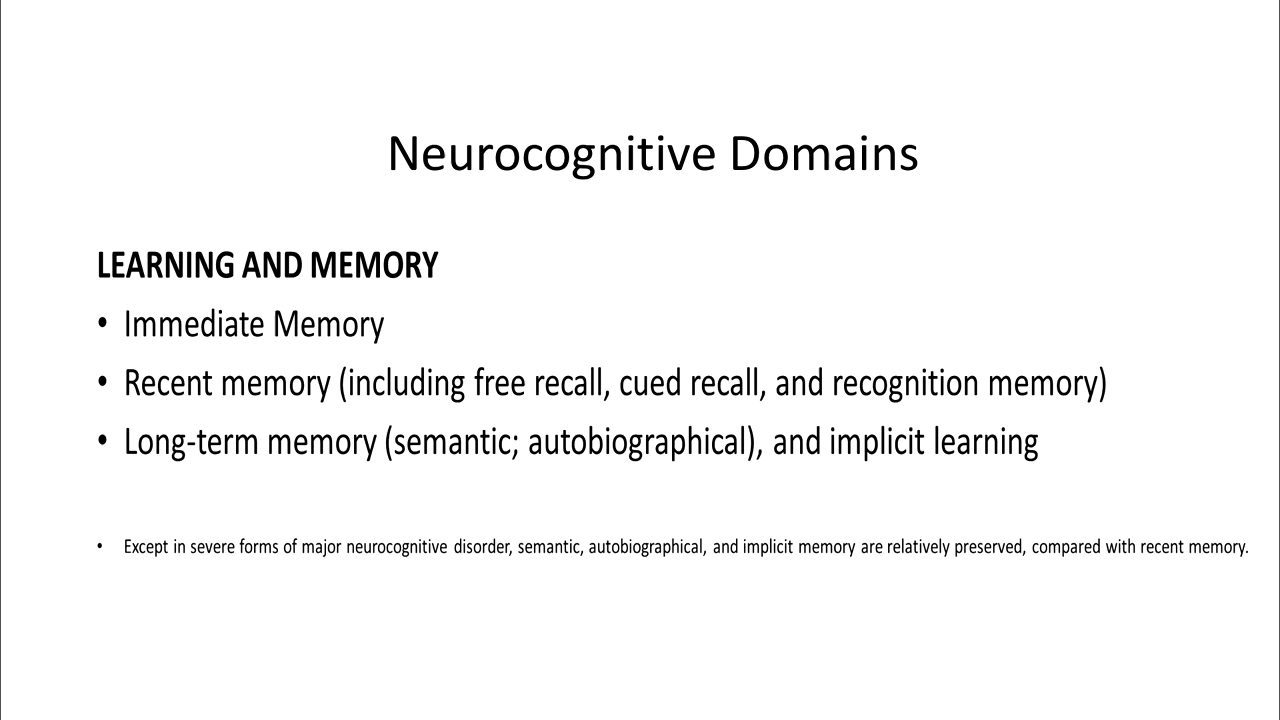 Neurocognitive Domains
LEARNING AND MEMORY
• Immediate Memory
• Recent memory (including free recall, cued recall, and recognition memory)
• Long-term memory (semantic; autobiographical), and implicit learning
• Except in severe forms of major neurocognitive disorder, semantic, autobiographical, and implicit memory are relatively preserved, compared with recent memory.